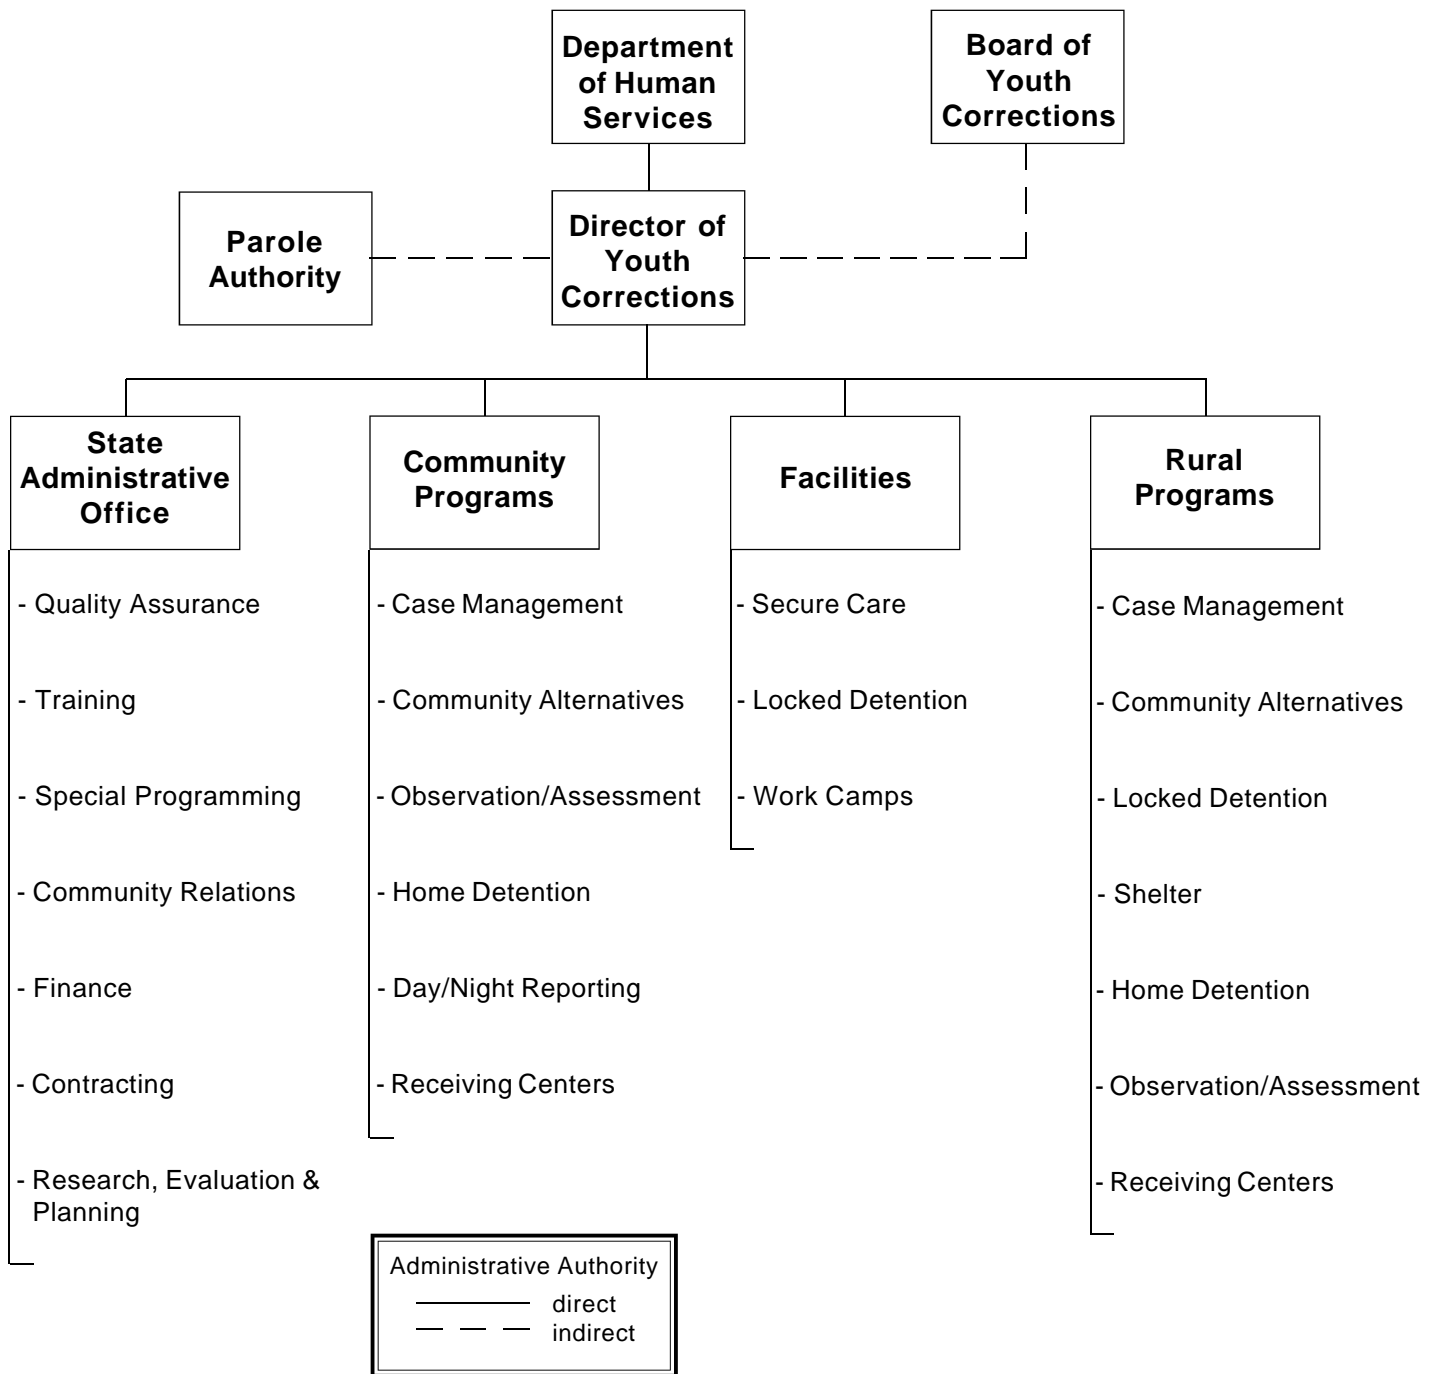 Department
of Human
Services
Board of
Youth
Corrections
Parole
Authority
Director of
Youth
Corrections
State
Administrative
Office
- Quality Assurance
- Training
- Special Programming
- Community Relations
- Finance
- Contracting
- Research, Evaluation &
Planning
Community
Programs
- Case Management
- Community Alternatives
- Observation/Assessment
- Home Detention
- Day/Night Reporting
- Receiving Centers
Facilities
- Secure Care
- Locked Detention
- Work Camps
Rural
Programs
- Case Management
- Community Alternatives
- Locked Detention
- Shelter
- Home Detention
- Observation/Assessment
- Receiving Centers
Administrative Authority
direct
indirect